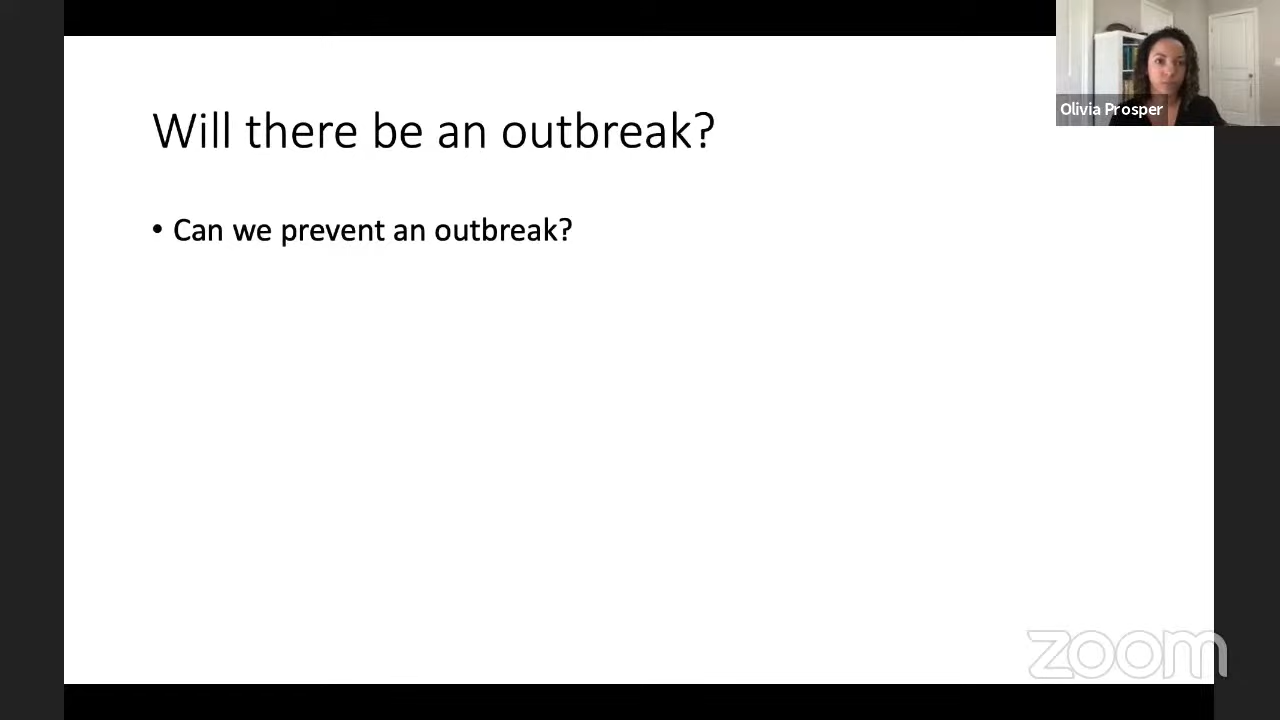 Will there be an outbreak?
• Can we prevent an outbreak?
Olivia Prosper
zoom